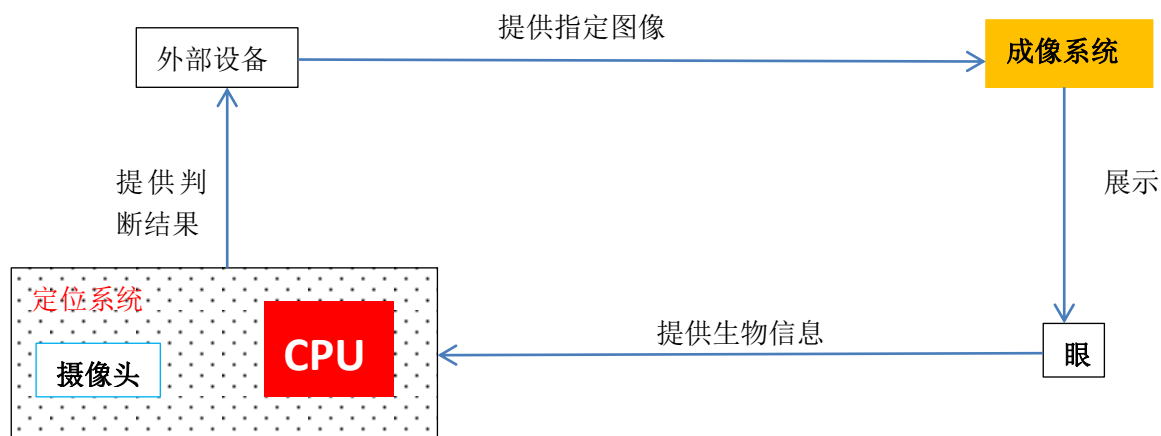 提供指定图像
外部设备
成像系统
提供判
断结果
展示
定位系统
CPU
摄像头
提供生物信息
眼